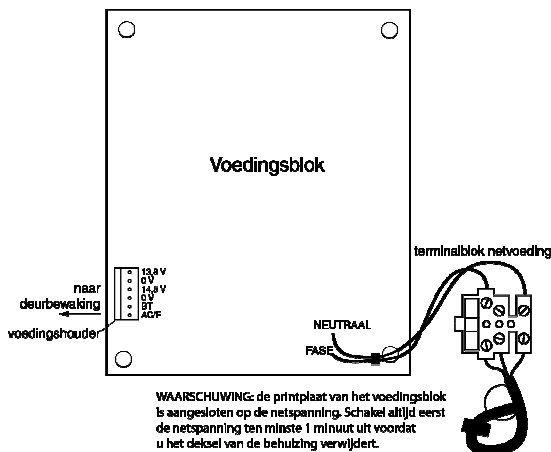 Voedingsblok
terminalblok netvoeding
13,8 V
0 V
14,8 V
0 V
BT
AC/F
naar
deurbewaking
voedingshouder
NEUTRAAL
FASE
WAARSCHUWING: de printplaat van het voedingsblok
is aangesloten op de netspanning. Schakel altijd eerst
de netspanning ten minste 1 minuut uit voordat
u het deksel van de behuizing verwijdert.